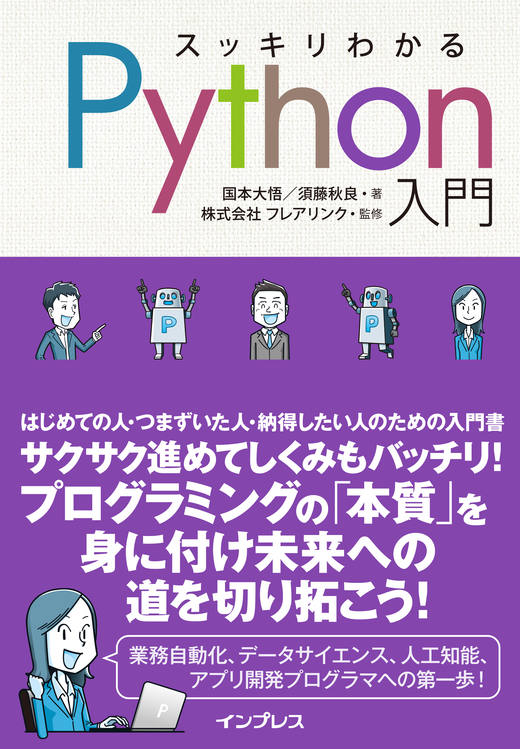 スッキリわかる
Python
国本大悟／須藤秋良・著
株式会社 フレアリンク・監修
入門
P
P
はじめての人・つまずいた人・納得したい人のための入門書
サクサク進めてしくみもバッチリ！
プログラミングの「本質」を
身に付け未来への
道を切り拓こう！
業務自動化、データサイエンス、人工知能、
アプリ開発プログラマへの第一歩！
P
インプレス